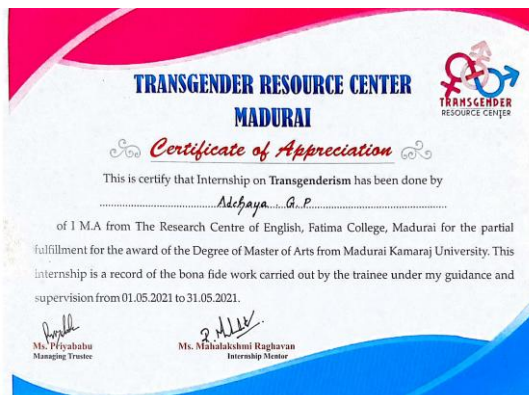 TRANSGENDER RESOURCE CENTER
MADURAI
TRANSGENDER
RESOURCE CENTER
Certificate of Appreciation
This is certify that Internship on Transgenderism has been done by
Adchaya. G.P
of I M.A from The Research Centre of English, Fatima College, Madurai for the partial
fulfillment for the award of the Degree of Master of Arts from Madurai Kamaraj University. This
internship is a record of the bona fide work carried out by the trainee under my guidance and
supervision from 01.05.2021 to 31.05.2021.
Ms. Priyababu
Managing Trustee
Ms. Mahalakshmi Raghavan
Internship Mentor